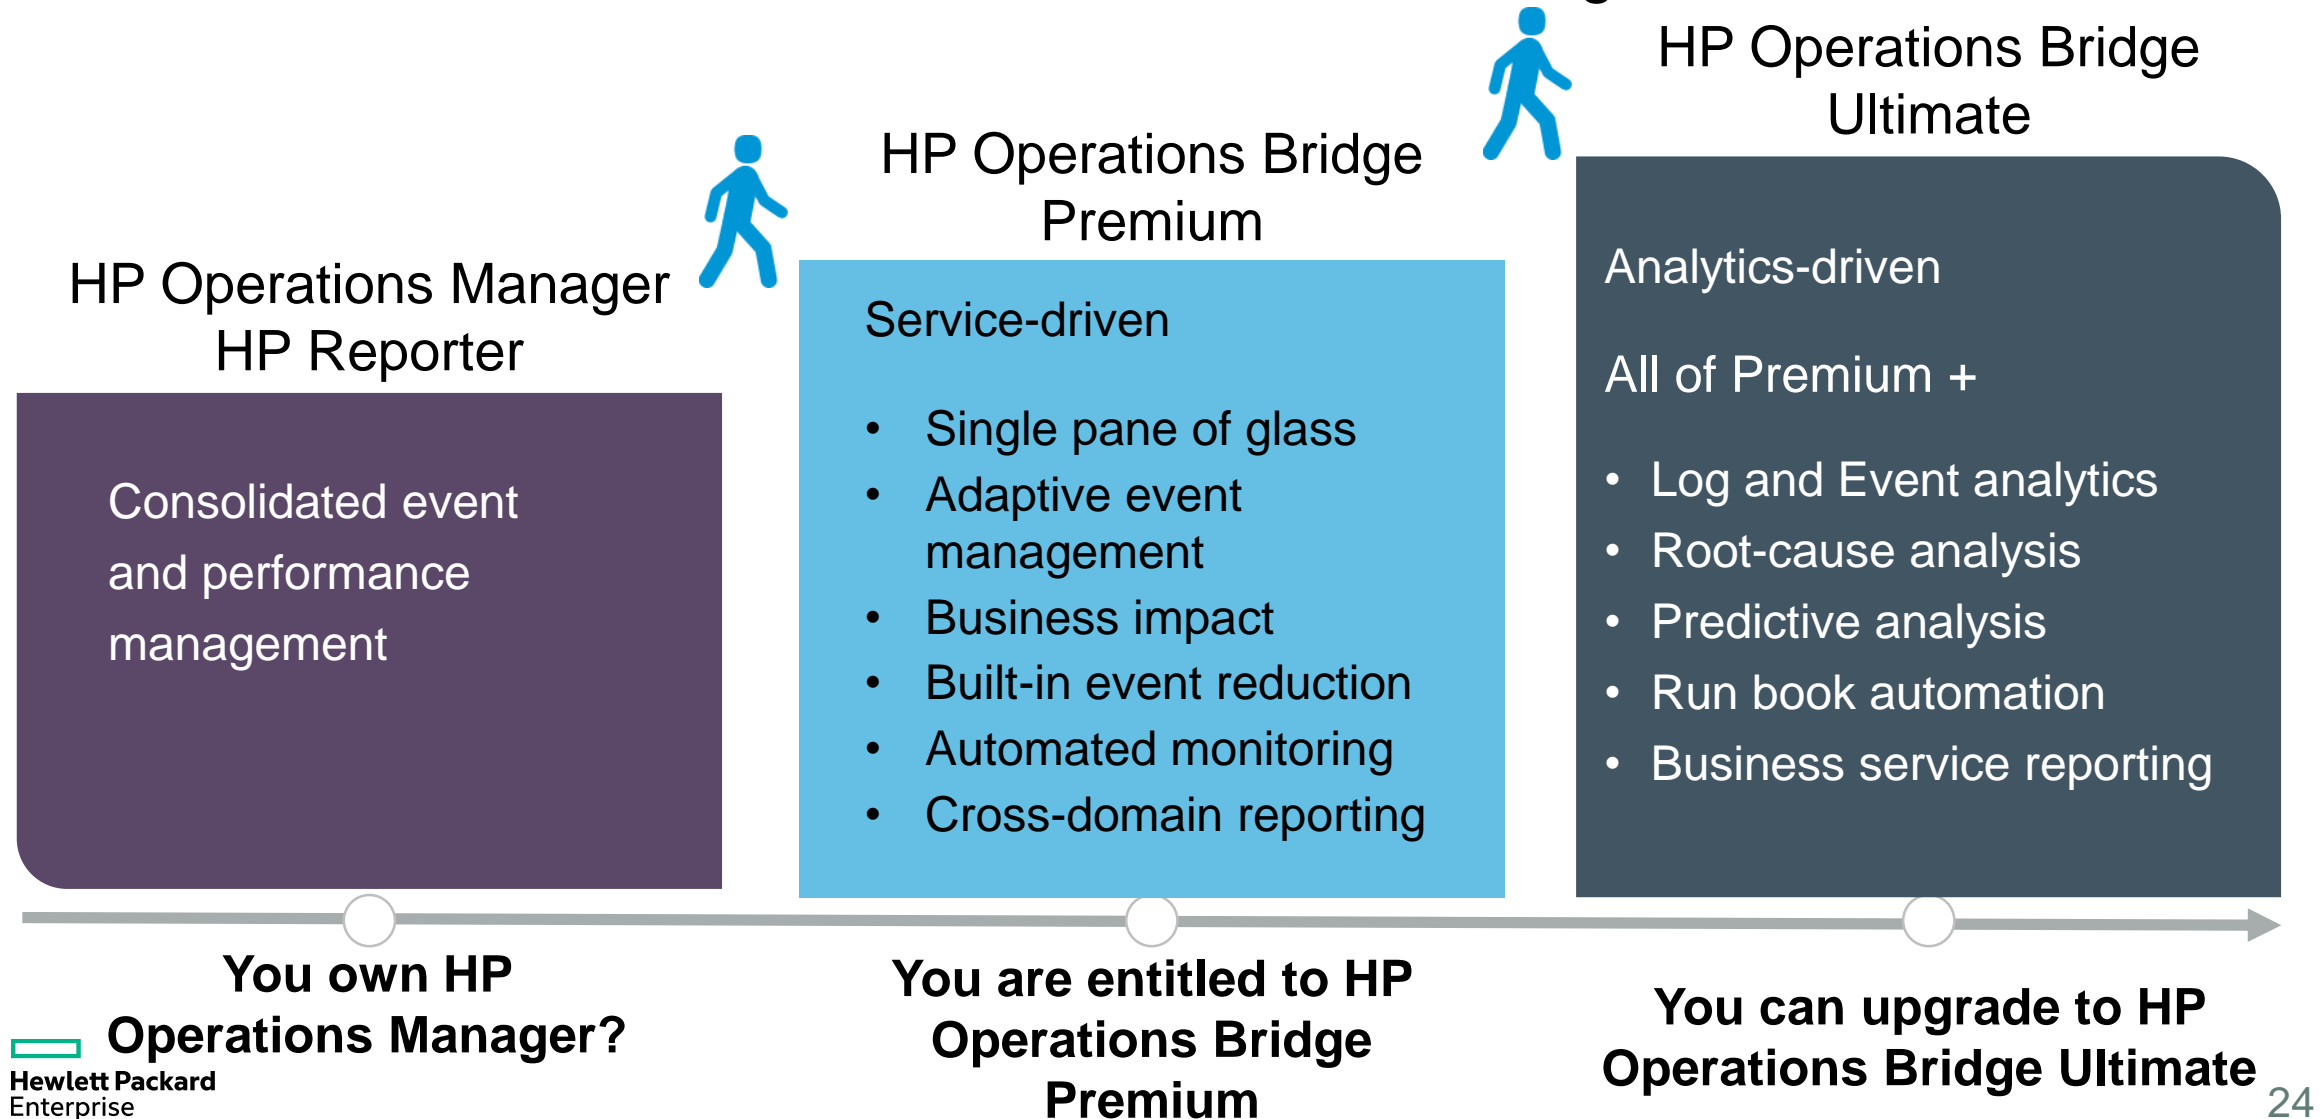 HP Operations Manager
HP Reporter
Consolidated event
and performance
management
You own HP
Operations Manager?
HP Operations Bridge
Premium
Service-driven
• Single pane of glass
• Adaptive event
management
• Business impact
• Built-in event reduction
• Automated monitoring
• Cross-domain reporting
You are entitled to HP
Operations Bridge
Premium
HP Operations Bridge
Ultimate
Analytics-driven
All of Premium +
• Log and Event analytics
• Root-cause analysis
• Predictive analysis
• Run book automation
• Business service reporting
You can upgrade to HP
Operations Bridge Ultimate
Hewlett Packard
Enterprise
24